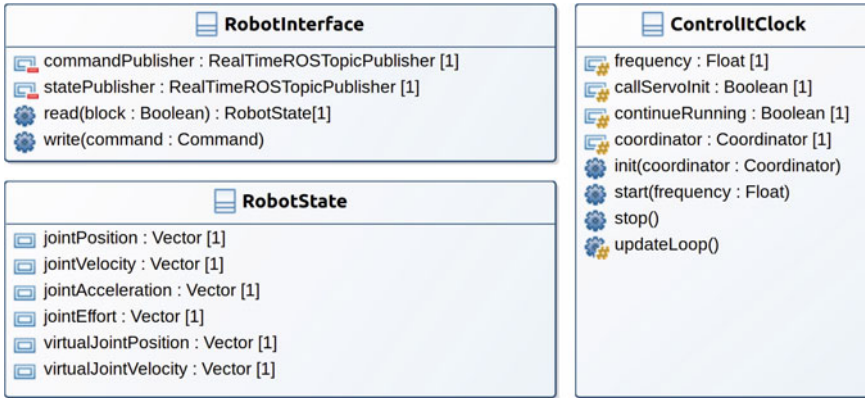 RobotInterface
commandPublisher : RealTimeROSTopicPublisher [1]
statePublisher : RealTimeROSTopicPublisher [1]
read(block : Boolean) : RobotState[1]
write(command : Command)
RobotState
jointPosition : Vector [1]
jointVelocity : Vector [1]
jointAcceleration : Vector [1]
jointEffort : Vector [1]
virtualJointPosition : Vector [1]
virtualJointVelocity : Vector [1]
ControlItClock
frequency : Float [1]
callServoInit : Boolean [1]
continueRunning : Boolean [1]
coordinator : Coordinator [1]
init(coordinator : Coordinator)
start(frequency : Float)
stop()
updateLoop()